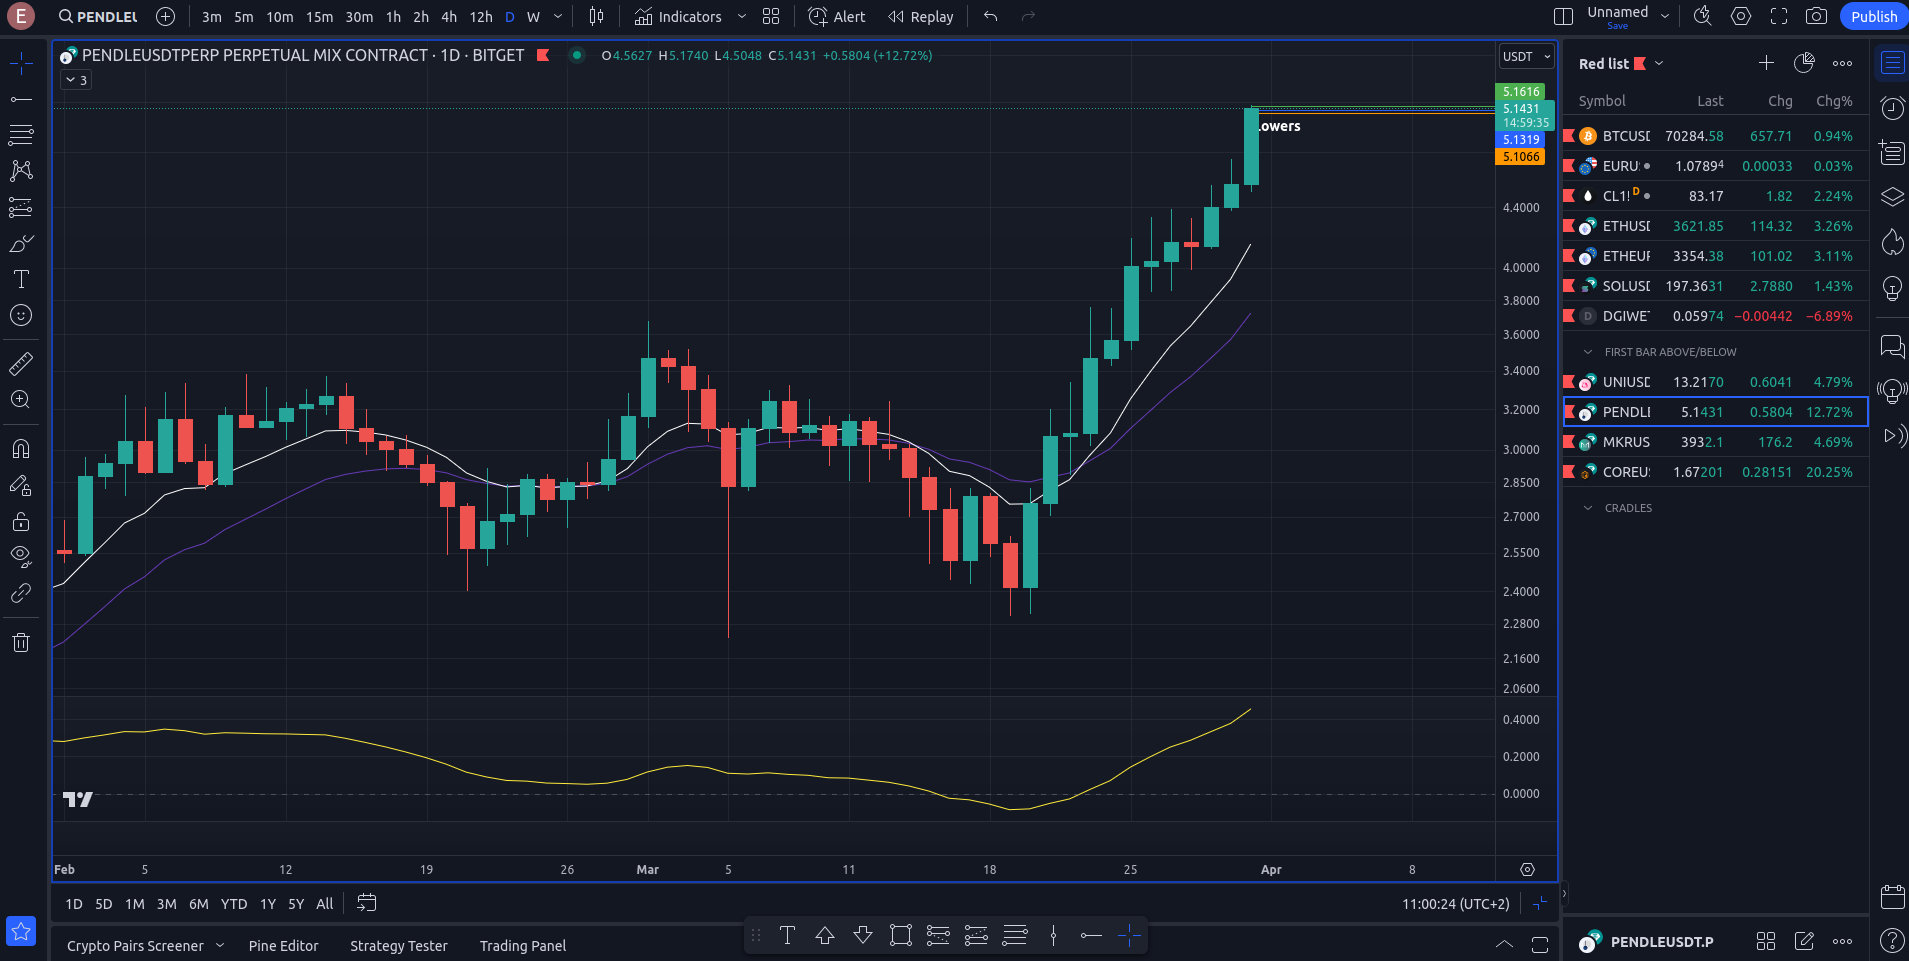 E
PENDLEU
3m 5m 10m 15m 30m 1h 2h 4h 12h D W
Indicators
Alert
Replay
Unnamed
Save
Publish
PENDLEUSDTPERP PERPETUAL MIX CONTRACT · 1D · BITGET
O4.5627 H5.1740 L4.5048 C5.1431 +0.5804 (+12.72%)
3
USDT
5.1616
5.1431
14:59:35
5.1319
5.1066
Lowers
4.4000
4.0000
3.8000
3.6000
3.4000
3.2000
3.0000
2.8500
2.7000
2.5500
2.4000
2.2800
2.1600
2.0600
0.4000
0.2000
0.0000
Feb 5 12 19 26 Mar 5 11 18 25 Apr 8
1D 5D 1M 3M 6M YTD 1Y 5Y All
11:00:24 (UTC+2)
Crypto Pairs Screener Pine Editor Strategy Tester Trading Panel
Red list
Symbol Last Chg Chg%
BTCUSD 70284.58 657.71 0.94%
EURU 1.07894 0.00033 0.03%
CL1! D 83.17 1.82 2.24%
ETHUSD 3621.85 114.32 3.26%
ETHEUR 3354.38 101.02 3.11%
SOLUSD 197.3631 2.7880 1.43%
D DGIWET 0.05974 −0.00442 −6.89%
FIRST BAR ABOVE/BELOW
UNIUSD 13.2170 0.6041 4.79%
PENDLE 5.1431 0.5804 12.72%
MKRUS 3932.1 176.2 4.69%
COREU 1.67201 0.28151 20.25%
CRADLES
PENDLEUSDT.P